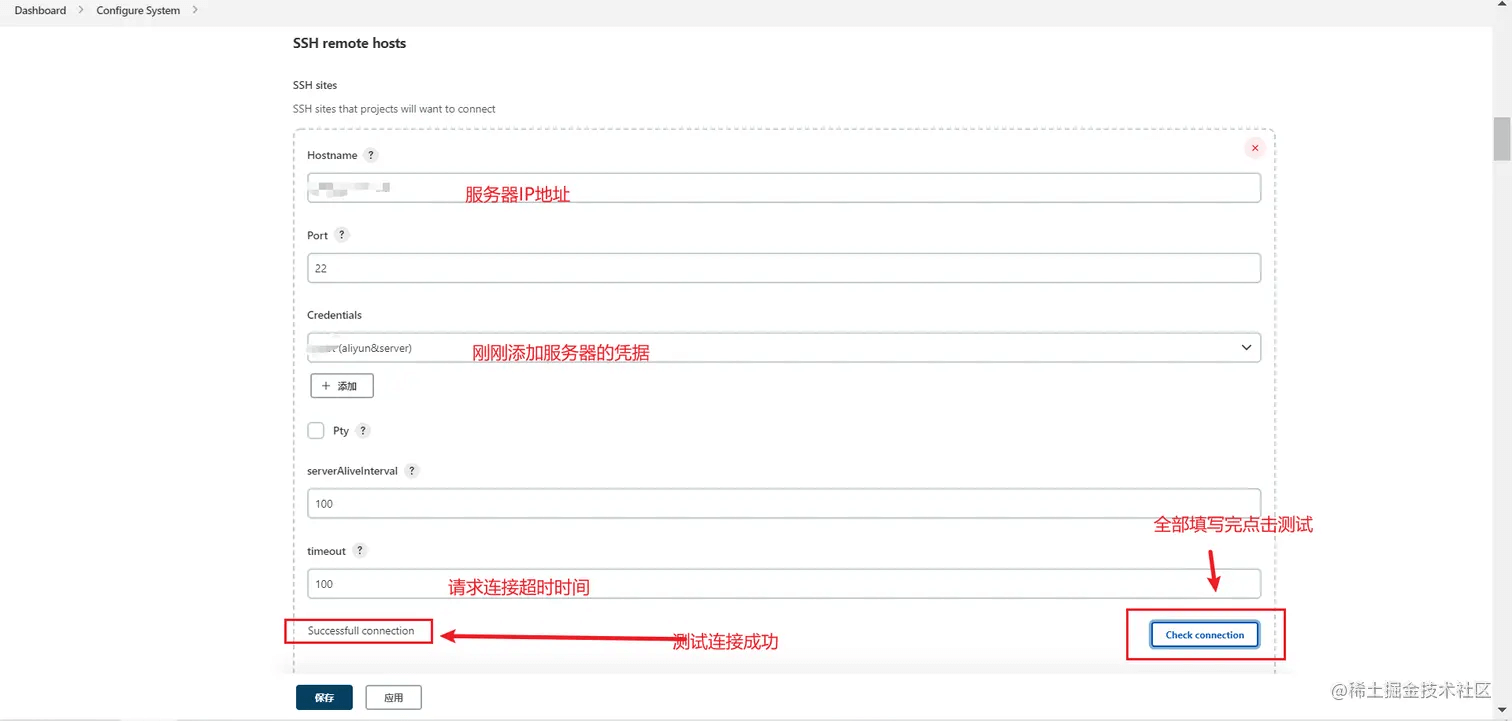 Dashboard > Configure System >
SSH remote hosts
SSH sites
SSH sites that projects will want to connect
Hostname ?
服务器IP地址
Port ?
22
Credentials
(aliyun&server)
刚刚添加服务器的凭据
+ 添加
Pty ?
serverAliveInterval ?
100
全部填写完点击测试
timeout ?
100
请求连接超时时间
Successfull connection
测试连接成功
Check connection
保存
应用
@稀土掘金技术社区